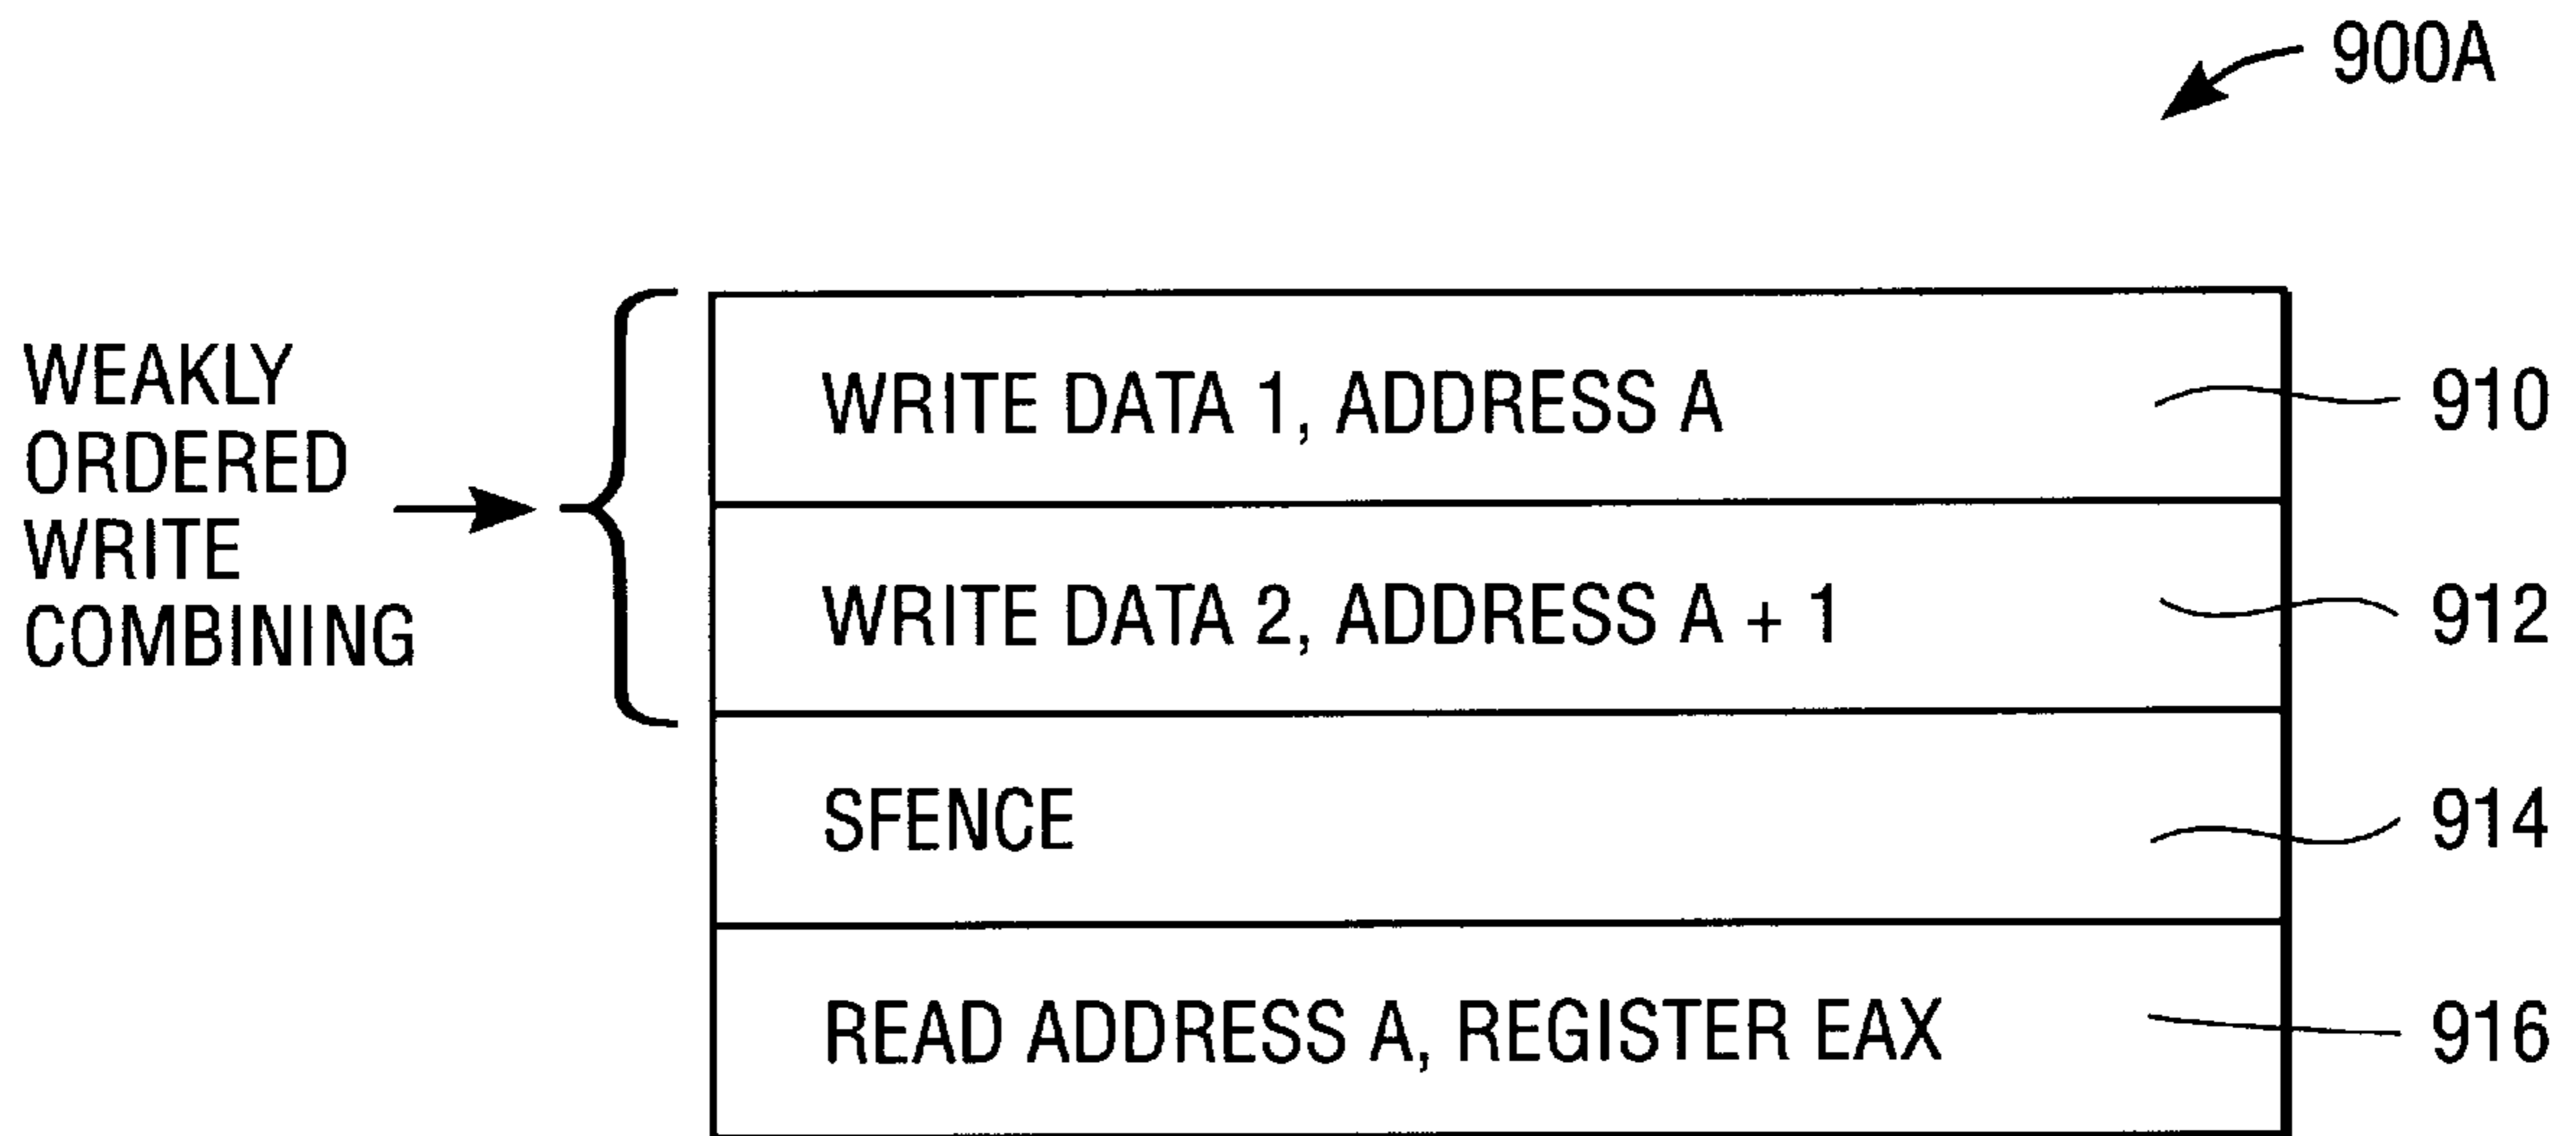 900A
WEAKLY
ORDERED
WRITE
COMBINING
WRITE DATA 1, ADDRESS A
910
WRITE DATA 2, ADDRESS A + 1
912
SFENCE
914
READ ADDRESS A, REGISTER EAX
916